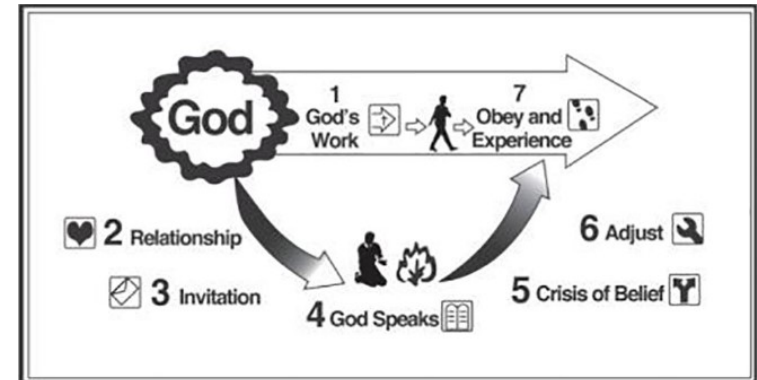 God
1
God's
Work
7
Obey and
Experience
2 Relationship
3 Invitation
4 God Speaks
5 Crisis of Belief
6 Adjust